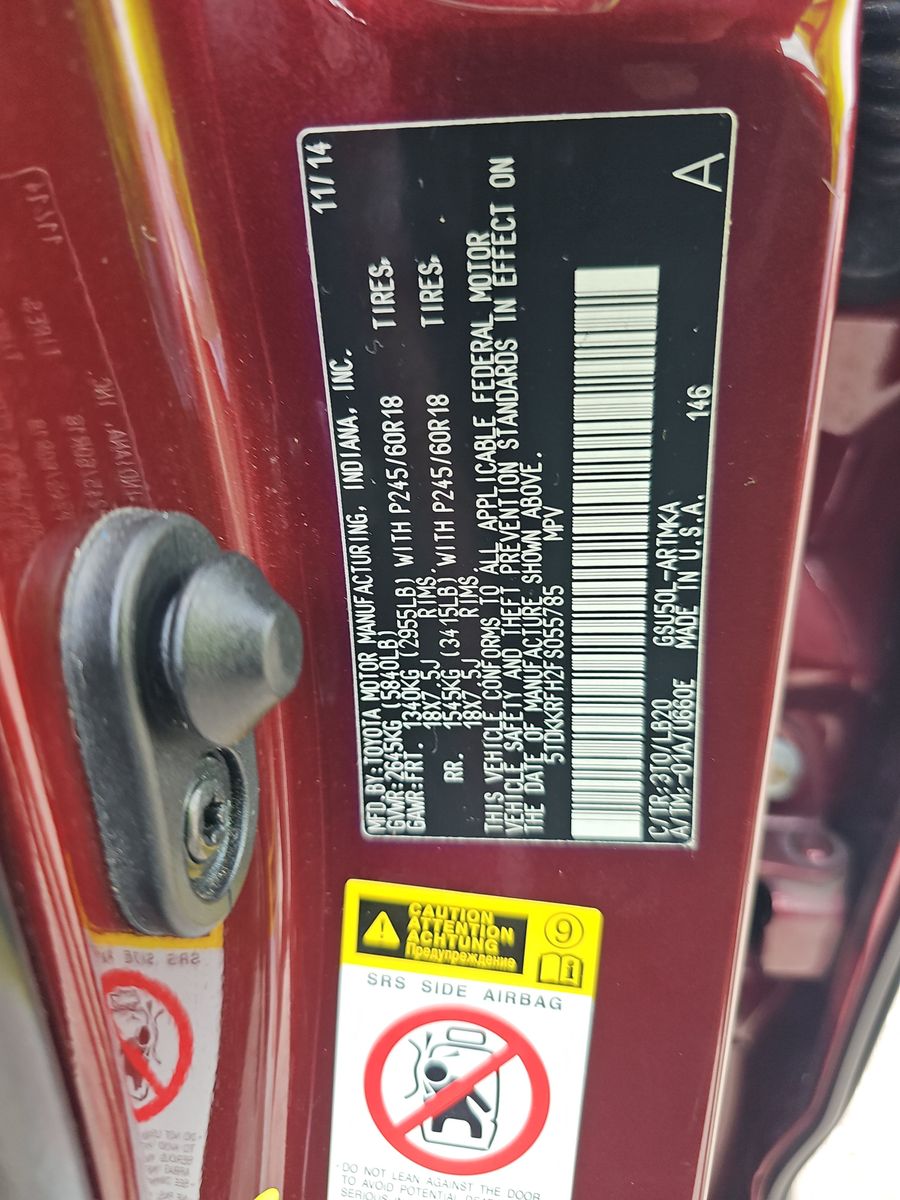 MFD.BY:TOYOTA MOTOR MANUFACTURING, INDIANA, INC. 11/14
GVWR:2645KG (5840LB)
GAWR:FRT. 1340KG (2955LB) WITH P245/60R18 TIRES,
18X7.5J RIMS,
RR. 1545KG (3415LB) WITH P245/60R18 TIRES,
18X7.5J RIMS
THIS VEHICLE CONFORMS TO ALL APPLICABLE FEDERAL MOTOR
VEHICLE SAFETY AND THEFT PREVENTION STANDARDS IN EFFECT ON
THE DATE OF MANUFACTURE SHOWN ABOVE.
5TDKKRFH2FS055785 MPV
C/TR:3T0/LB20 GSU50L-ARTMKA 146
A/TM:-01A/U660E MADE IN U.S.A.
A
CAUTION
ATTENTION
ACHTUNG
Предупреждение
9
i
SRS SIDE AIRBAG
·DO NOT LEAN AGAINST THE DOOR
TO AVOID POTENTIAL
SERIOUS